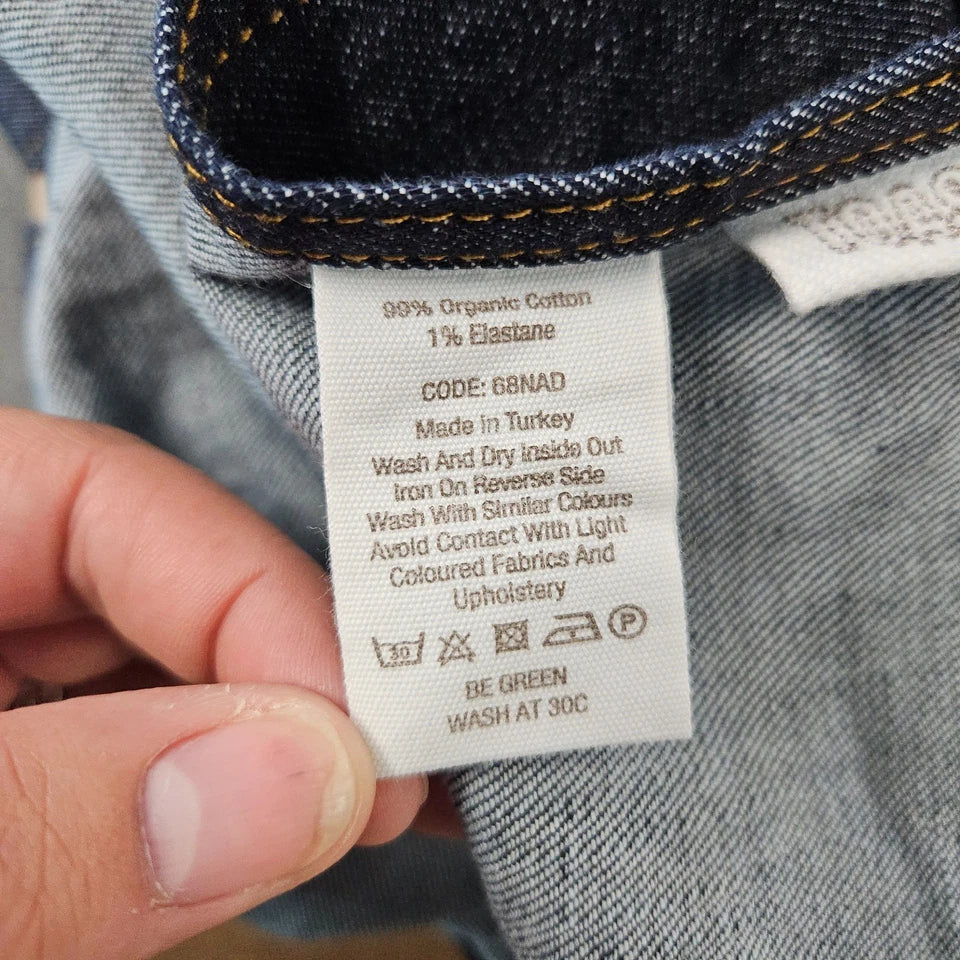 99% Organic Cotton
1% Elastane
CODE: 68NAD
Made in Turkey
Wash And Dry Inside Out
Iron On Reverse Side
Wash With Similar Colours
Avoid Contact With Light
Coloured Fabrics And
Upholstery
30 P
BE GREEN
WASH AT 30C